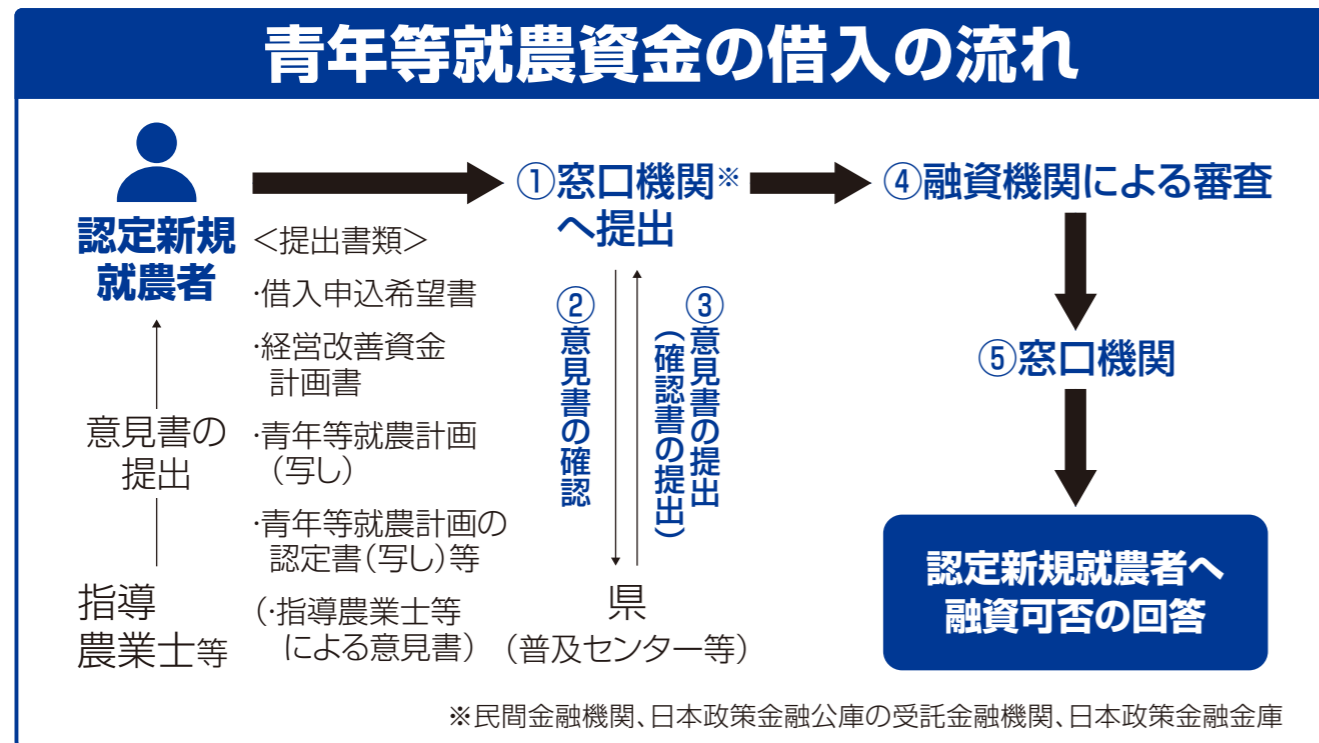 青年等就農資金の借入の流れ
認定新規
就農者
意見書の
提出
指導
農業士等
＜提出書類＞
・借入申込希望書
・経営改善資金
計画書
・青年等就農計画
（写し）
・青年等就農計画の
認定書（写し）等
（・指導農業士等
による意見書）
①窓口機関※
へ提出
②意見書の確認
③意見書の提出
（確認書の提出）
県
（普及センター等）
④融資機関による審査
⑤窓口機関
認定新規就農者へ
融資可否の回答
※民間金融機関、日本政策金融公庫の受託金融機関、日本政策金融金庫